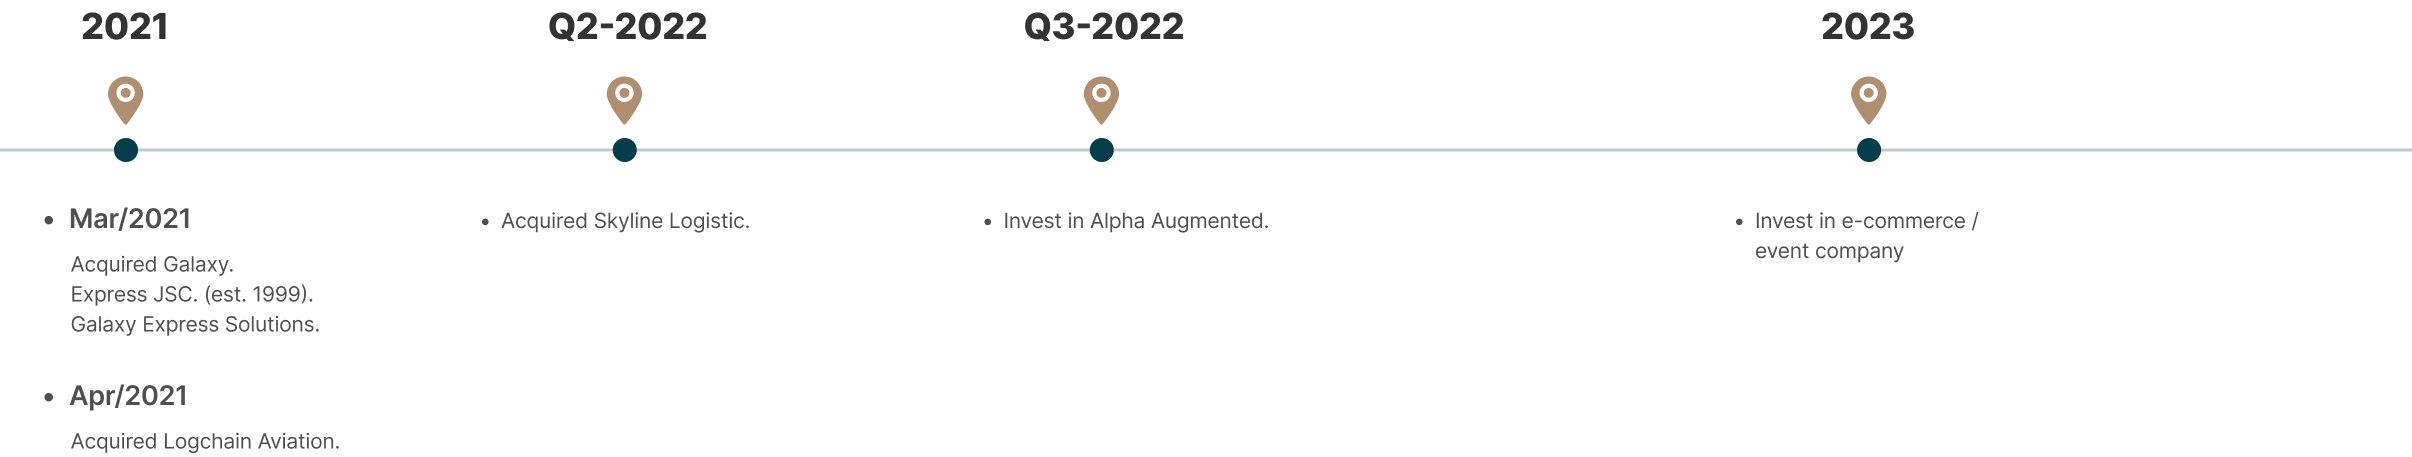 2021
Q2-2022
Q3-2022
2023
• Mar/2021
Acquired Galaxy.
Express JSC. (est. 1999).
Galaxy Express Solutions.
• Apr/2021
Acquired Logchain Aviation.
• Acquired Skyline Logistic.
• Invest in Alpha Augmented.
• Invest in e-commerce /
event company